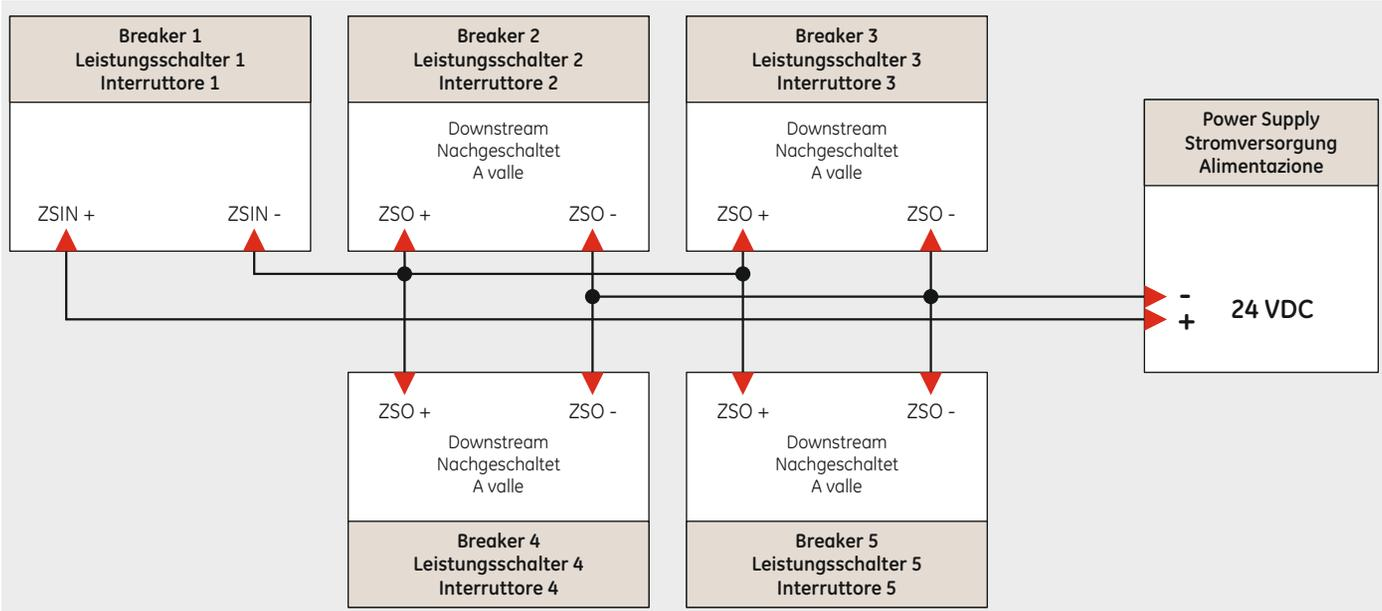 Breaker 1
Leistungsschalter 1
Interruttore 1
ZSIN +
ZSIN -
Breaker 2
Leistungsschalter 2
Interruttore 2
Downstream
Nachgeschaltet
A valle
ZSO +
ZSO -
Breaker 3
Leistungsschalter 3
Interruttore 3
Downstream
Nachgeschaltet
A valle
ZSO +
ZSO -
Power Supply
Stromversorgung
Alimentazione
-
+
24 VDC
ZSO +
ZSO -
Downstream
Nachgeschaltet
A valle
Breaker 4
Leistungsschalter 4
Interruttore 4
ZSO +
ZSO -
Downstream
Nachgeschaltet
A valle
Breaker 5
Leistungsschalter 5
Interruttore 5